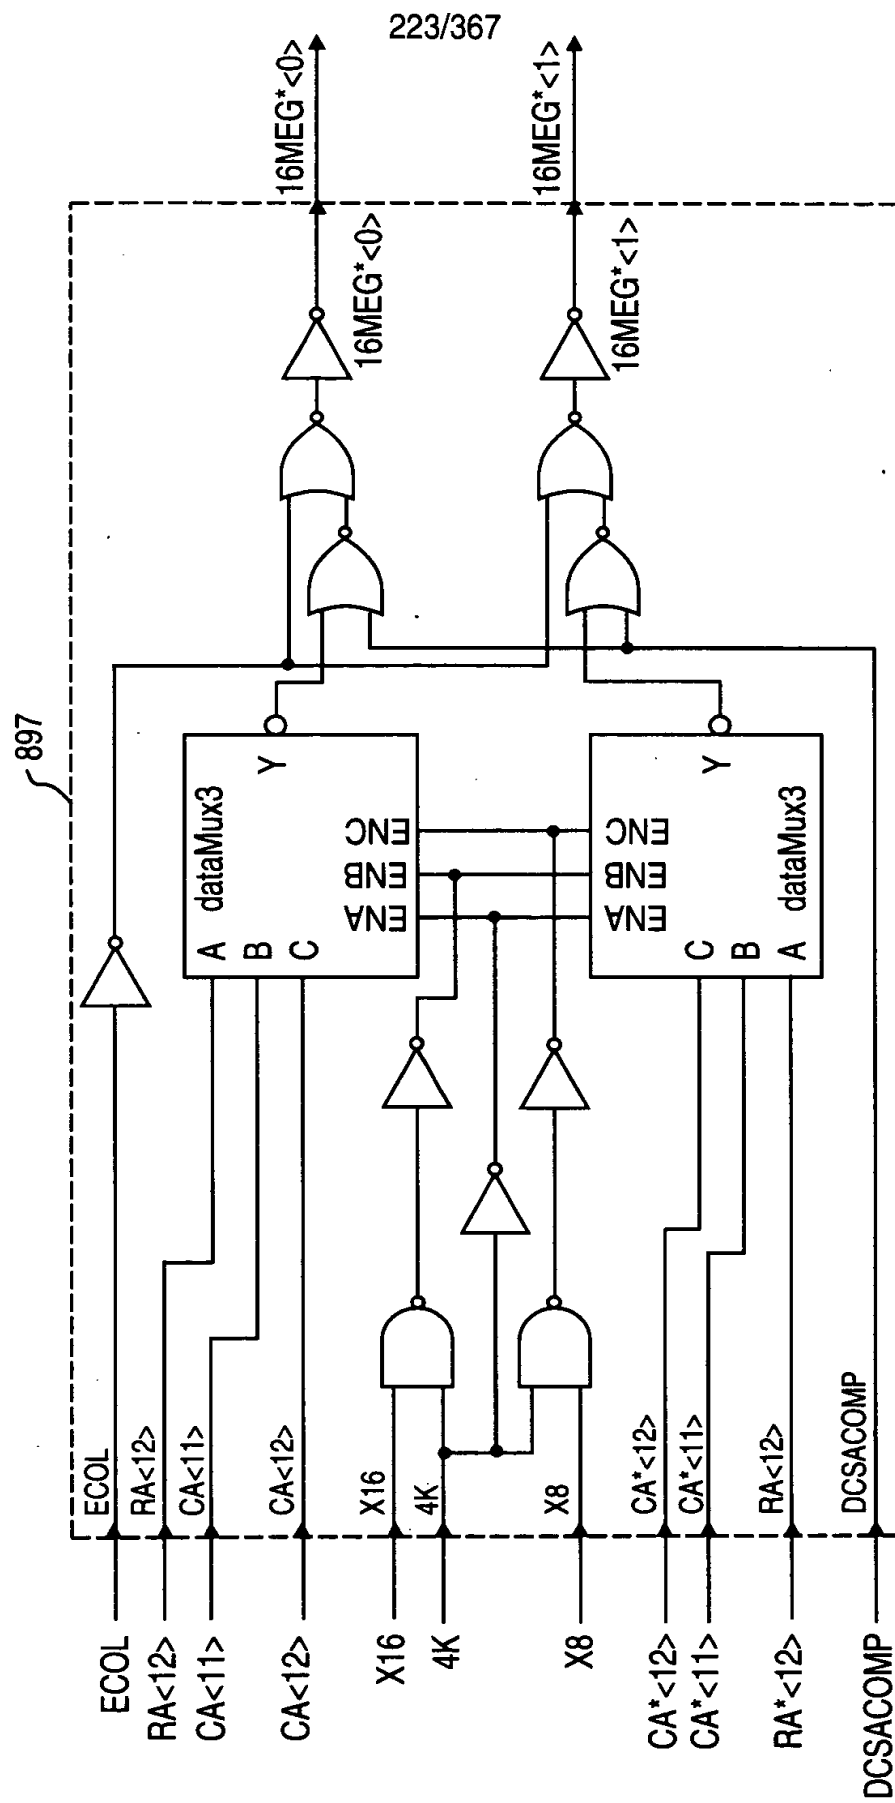 223/367
897
16MEG*<0>
16MEG*<0>
16MEG*<1>
16MEG*<1>
Y
dataMux3
A
B
C
ENC
ENB
ENA
Y
dataMux3
C
B
A
ENC
ENB
ENA
ECOL
ECOL
RA<12>
RA<12>
CA<11>
CA<11>
CA<12>
CA<12>
X16
X16
4K
4K
X8
X8
CA*<12>
CA*<12>
CA*<11>
CA*<11>
RA<12>
RA*<12>
DCSACOMP
DCSACOMP